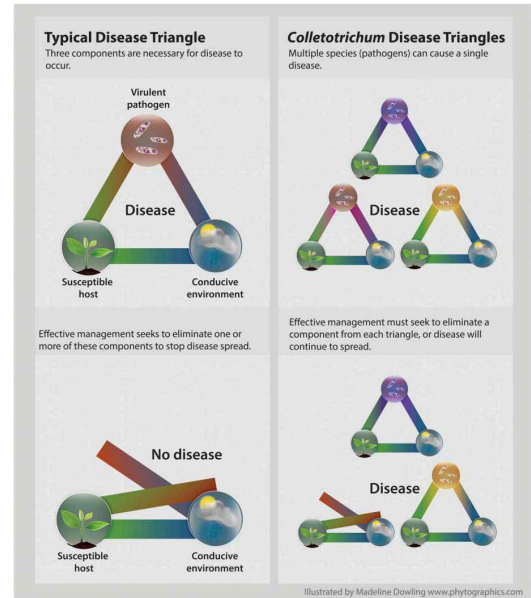 Typical Disease Triangle
Three components are necessary for disease to
occur.
Virulent
pathogen
Disease
Susceptible
host
Conducive
environment
Effective management seeks to eliminate one or
more of these components to stop disease spread.
No disease
Susceptible
host
Conducive
environment
Colletotrichum Disease Triangles
Multiple species (pathogens) can cause a single
disease.
Disease
Effective management must seek to eliminate a
component from each triangle, or disease will
continue to spread.
Disease
Illustrated by Madeline Dowling www.phytographics.com